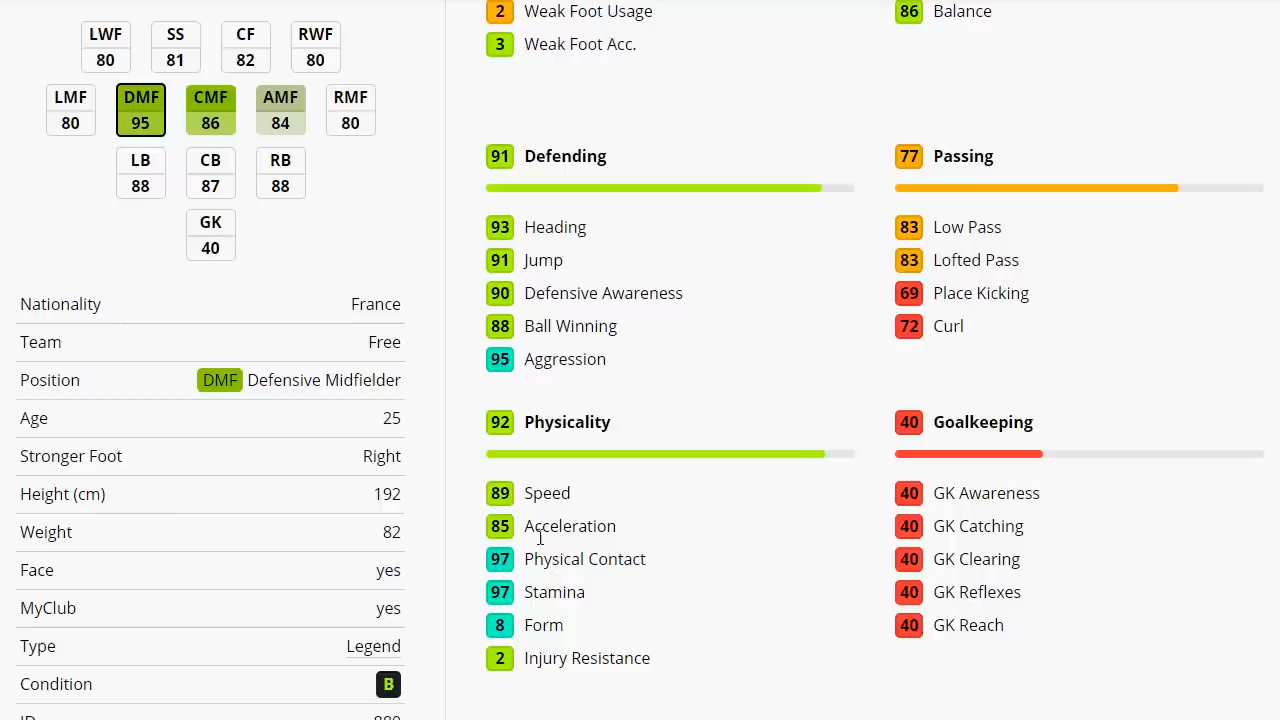 LWF SS CF RWF
80 81 82 80
LMF DMF CMF AMF RMF
80 95 86 84 80
LB CB RB
88 87 88
GK
40
Nationality France
Team Free
Position DMF Defensive Midfielder
Age 25
Stronger Foot Right
Height (cm) 192
Weight 82
Face yes
MyClub yes
Type Legend
Condition B
2 Weak Foot Usage
3 Weak Foot Acc.
86 Balance
91 Defending
93 Heading
91 Jump
90 Defensive Awareness
88 Ball Winning
95 Aggression
77 Passing
83 Low Pass
83 Lofted Pass
69 Place Kicking
72 Curl
92 Physicality
89 Speed
85 Acceleration
97 Physical Contact
97 Stamina
8 Form
2 Injury Resistance
40 Goalkeeping
40 GK Awareness
40 GK Catching
40 GK Clearing
40 GK Reflexes
40 GK Reach